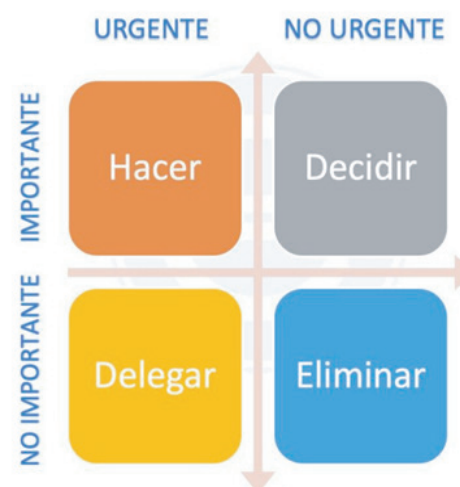 URGENTE
NO URGENTE
IMPORTANTE
Hacer
Decidir
NO IMPORTANTE
Delegar
Eliminar